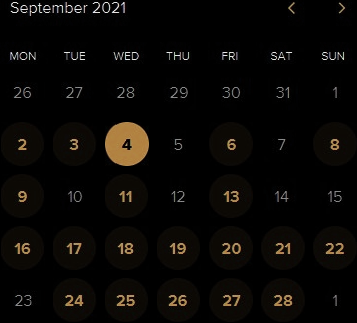 September 2021
MON TUE WED THU FRI SAT SUN
26 27 28 29 30 31 1
2 3 4 5 6 7 8
9 10 11 12 13 14 15
16 17 18 19 20 21 22
23 24 25 26 27 28 1